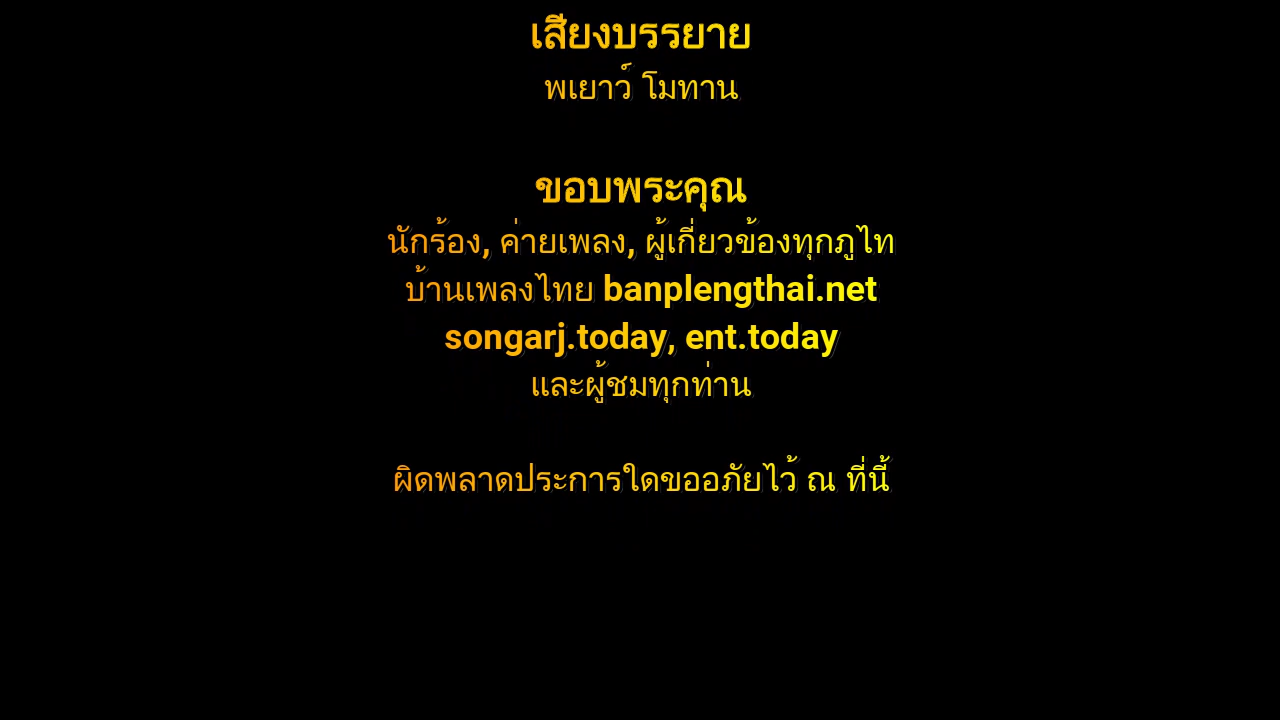 เสียงบรรยาย
พเยาว์ โมทาน
ขอบพระคุณ
นักร้อง, ค่ายเพลง, ผู้เกี่ยวข้องทุกภูไท
บ้านเพลงไทย banplengthai.net
songarj.today, ent.today
และผู้ชมทุกท่าน
ผิดพลาดประการใดขออภัยไว้ ณ ที่นี้